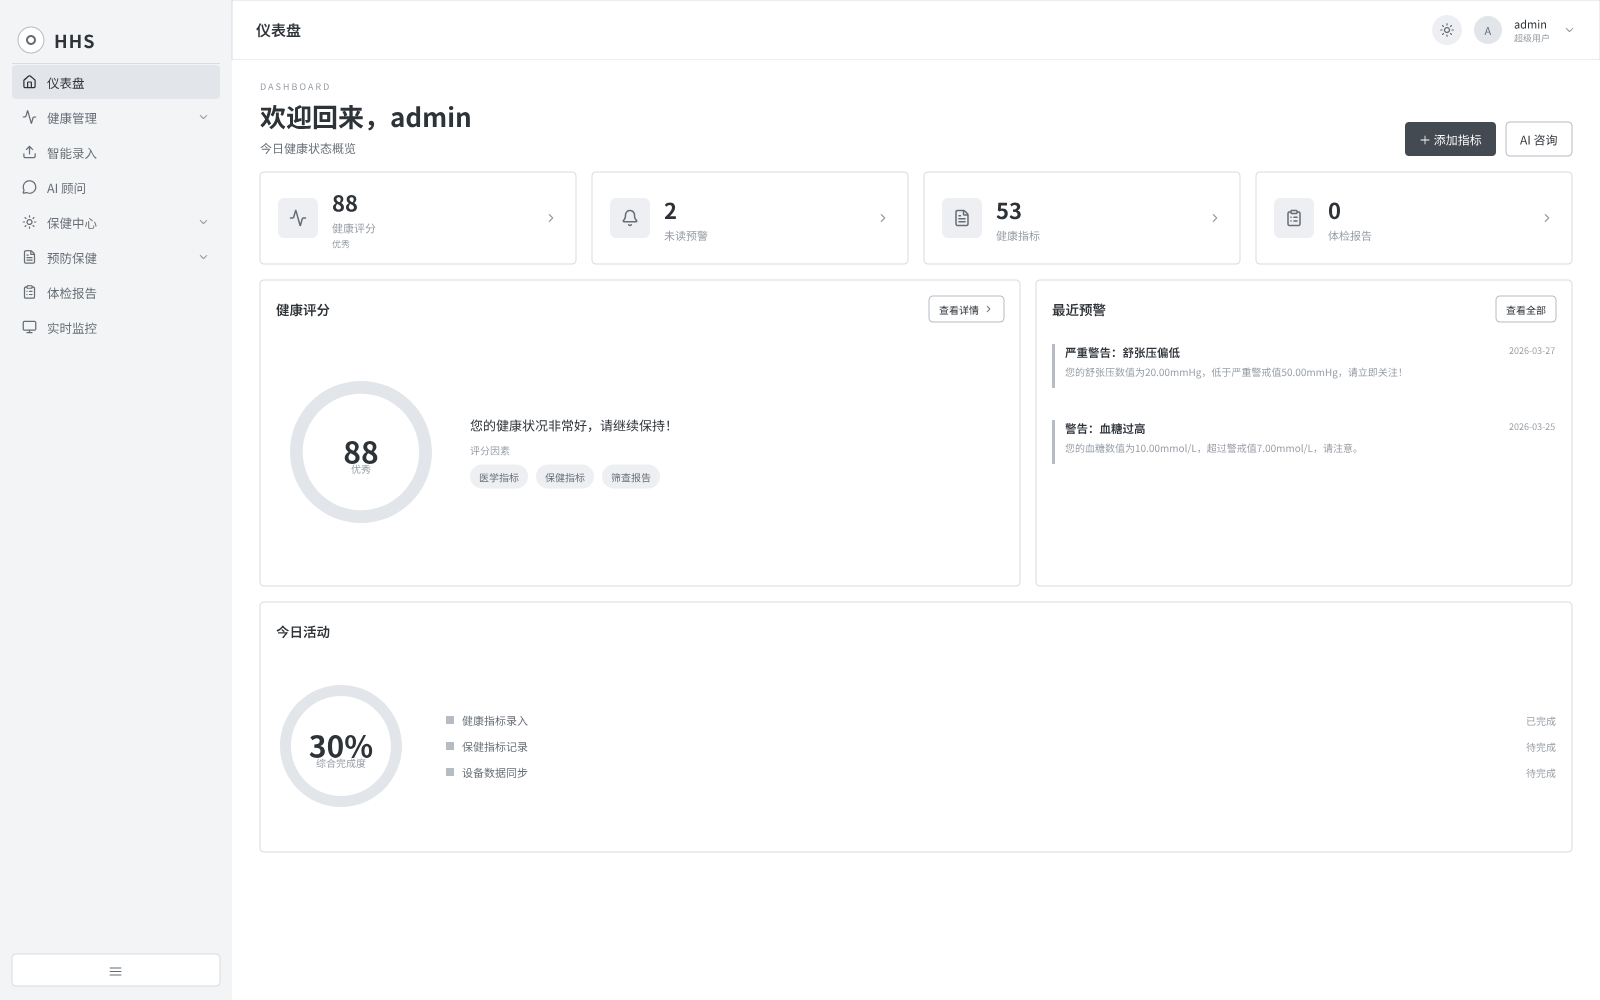 HHS
仪表盘
健康管理
智能录入
AI 顾问
保健中心
预防保健
体检报告
实时监控
仪表盘
A
admin
超级用户
DASHBOARD
欢迎回来，admin
今日健康状态概览
添加指标
AI 咨询
88
健康评分
优秀
2
未读预警
53
健康指标
0
体检报告
健康评分
查看详情
88
优秀
您的健康状况非常好，请继续保持！
评分因素
医学指标
保健指标
筛查报告
最近预警
查看全部
严重警告：舒张压偏低
2026-03-27
您的舒张压数值为20.00mmHg，低于严重警戒值50.00mmHg，请立即关注！
警告：血糖过高
2026-03-25
您的血糖数值为10.00mmol/L，超过警戒值7.00mmol/L，请注意。
今日活动
30%
综合完成度
健康指标录入
已完成
保健指标记录
待完成
设备数据同步
待完成